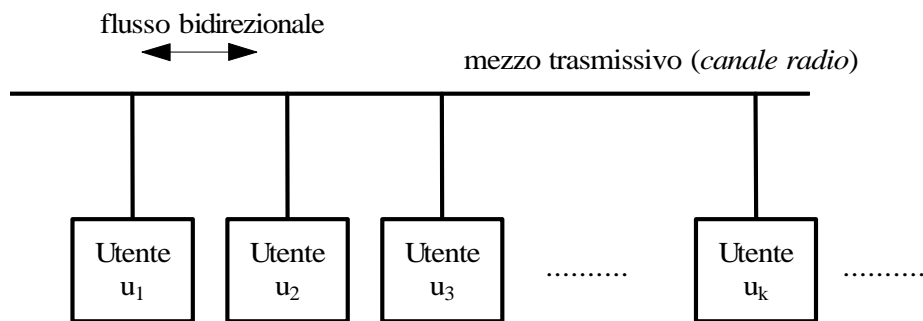 flusso bidirezionale
mezzo trasmissivo (canale radio)
Utente Utente Utente Utente
u1 u2 u3 .......... uk ..........